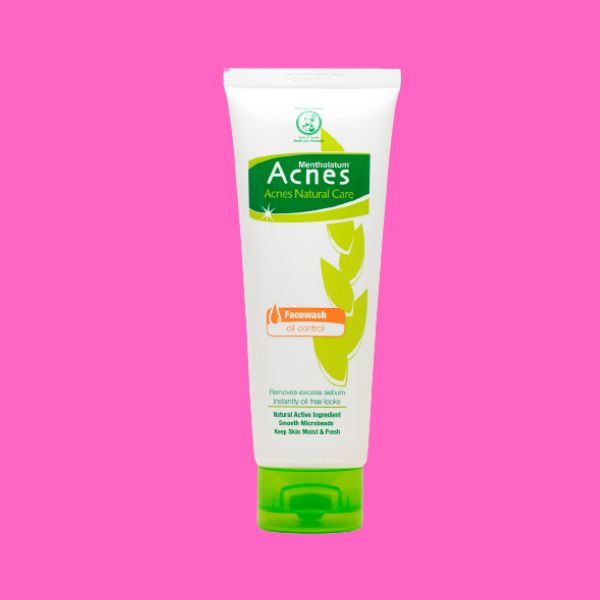 Mentholatum
Acnes
Acnes Natural Care
Facewash
oil control
Removes excess sebum
Instantly oil free looks
Natural Active Ingredient
Smooth Microbeads
Keep Skin Moist & Fresh